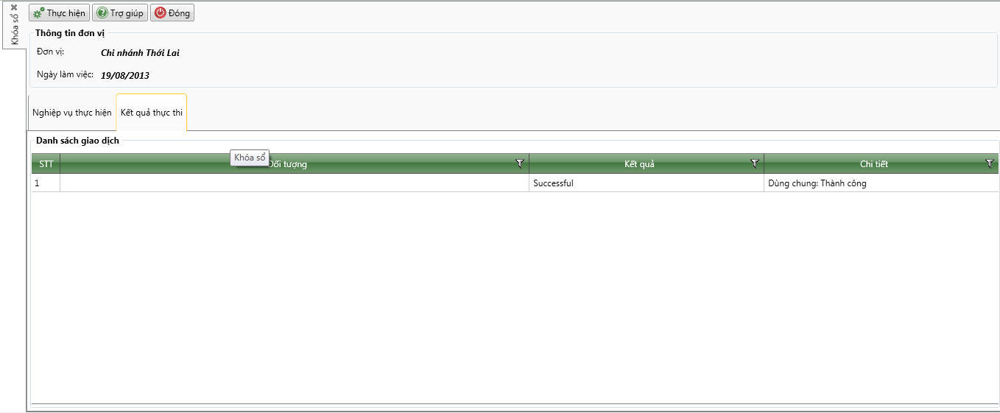 Khóa sổ
Thực hiện Trợ giúp Đóng
Thông tin đơn vị
Đơn vị: Chi nhánh Thới Lai
Ngày làm việc: 19/08/2013
Nghiệp vụ thực hiện Kết quả thực thi
Danh sách giao dịch
Khóa sổ
STT Đối tượng Kết quả Chi tiết
1 Successful Dùng chung: Thành công